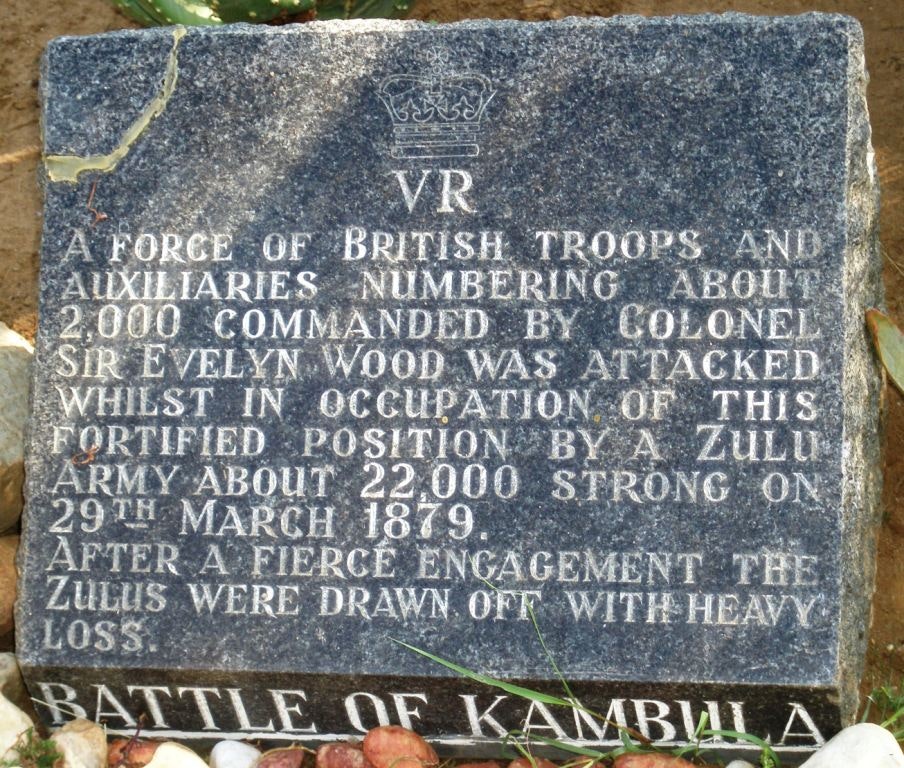 VR
A FORCE OF BRITISH TROOPS AND
AUXILIARIES NUMBERING ABOUT
2,000 COMMANDED BY COLONEL
SIR EVELYN WOOD WAS ATTACKED
WHILST IN OCCUPATION OF THIS
FORTIFIED POSITION BY A ZULU
ARMY ABOUT 22,000 STRONG ON
29TH MARCH 1879.
AFTER A FIERCE ENGAGEMENT THE
ZULUS WERE DRAWN OFF WITH HEAVY
LOSS.
BATTLE OF KAMBULA